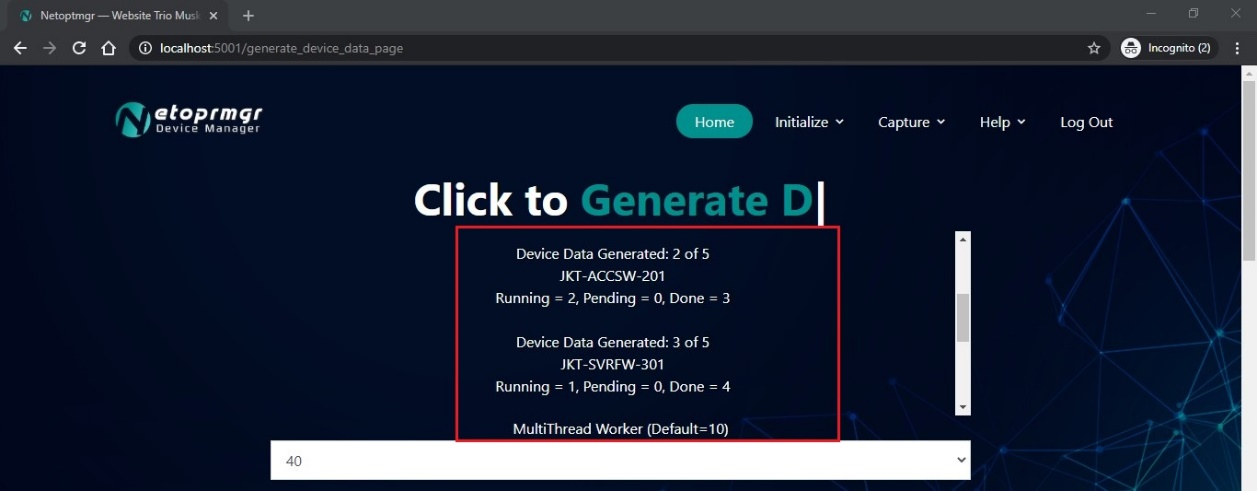 Netoptmgr — Website Trio Musk
localhost:5001/generate_device_data_page
Incognito (2)
etoprmgr
Device Manager
Home
Initialize
Capture
Help
Log Out
Click to Generate D
Device Data Generated: 2 of 5
JKT-ACCSW-201
Running = 2, Pending = 0, Done = 3
Device Data Generated: 3 of 5
JKT-SVRFW-301
Running = 1, Pending = 0, Done = 4
MultiThread Worker (Default=10)
40